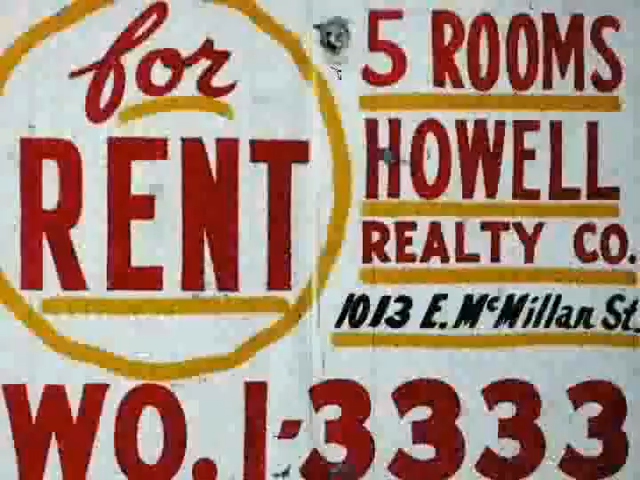 for
RENT
5 ROOMS
HOWELL
REALTY CO.
1013 E. McMillan St.
WO. 1-3333